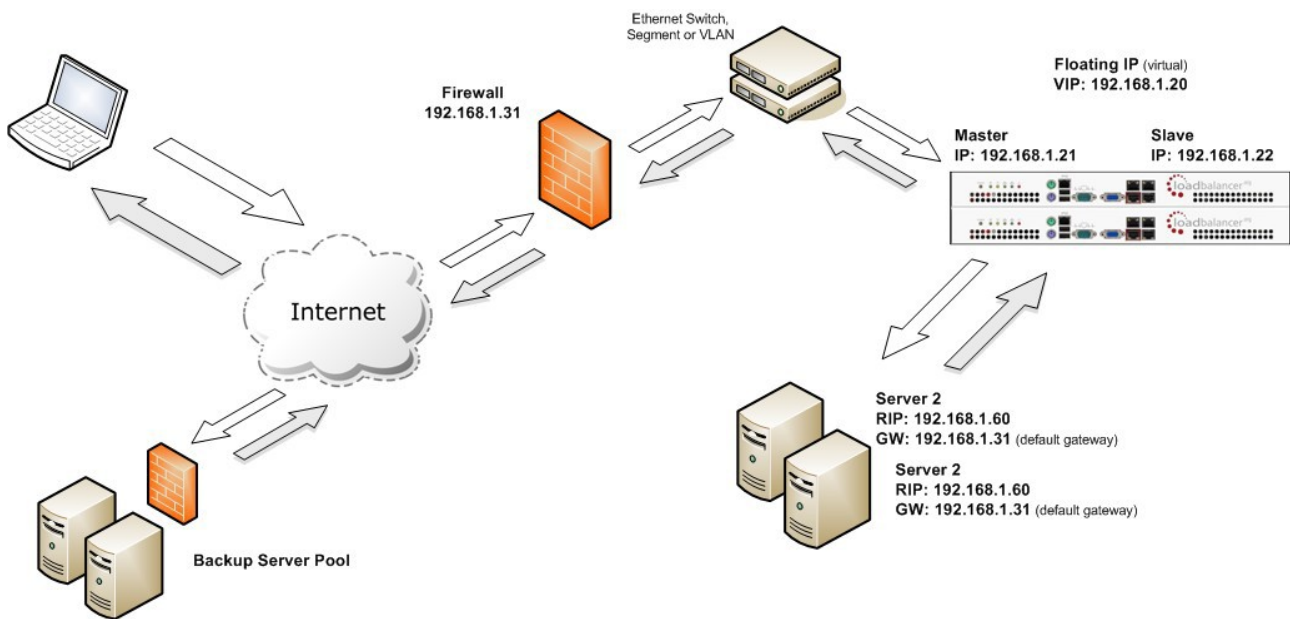 Ethernet Switch,
Segment or VLAN
Floating IP (virtual)
VIP: 192.168.1.20
Firewall
192.168.1.31
Master
IP: 192.168.1.21
Slave
IP: 192.168.1.22
loadbalancer.org
loadbalancer.org
Internet
Server 2
RIP: 192.168.1.60
GW: 192.168.1.31 (default gateway)
Server 2
RIP: 192.168.1.60
GW: 192.168.1.31 (default gateway)
Backup Server Pool